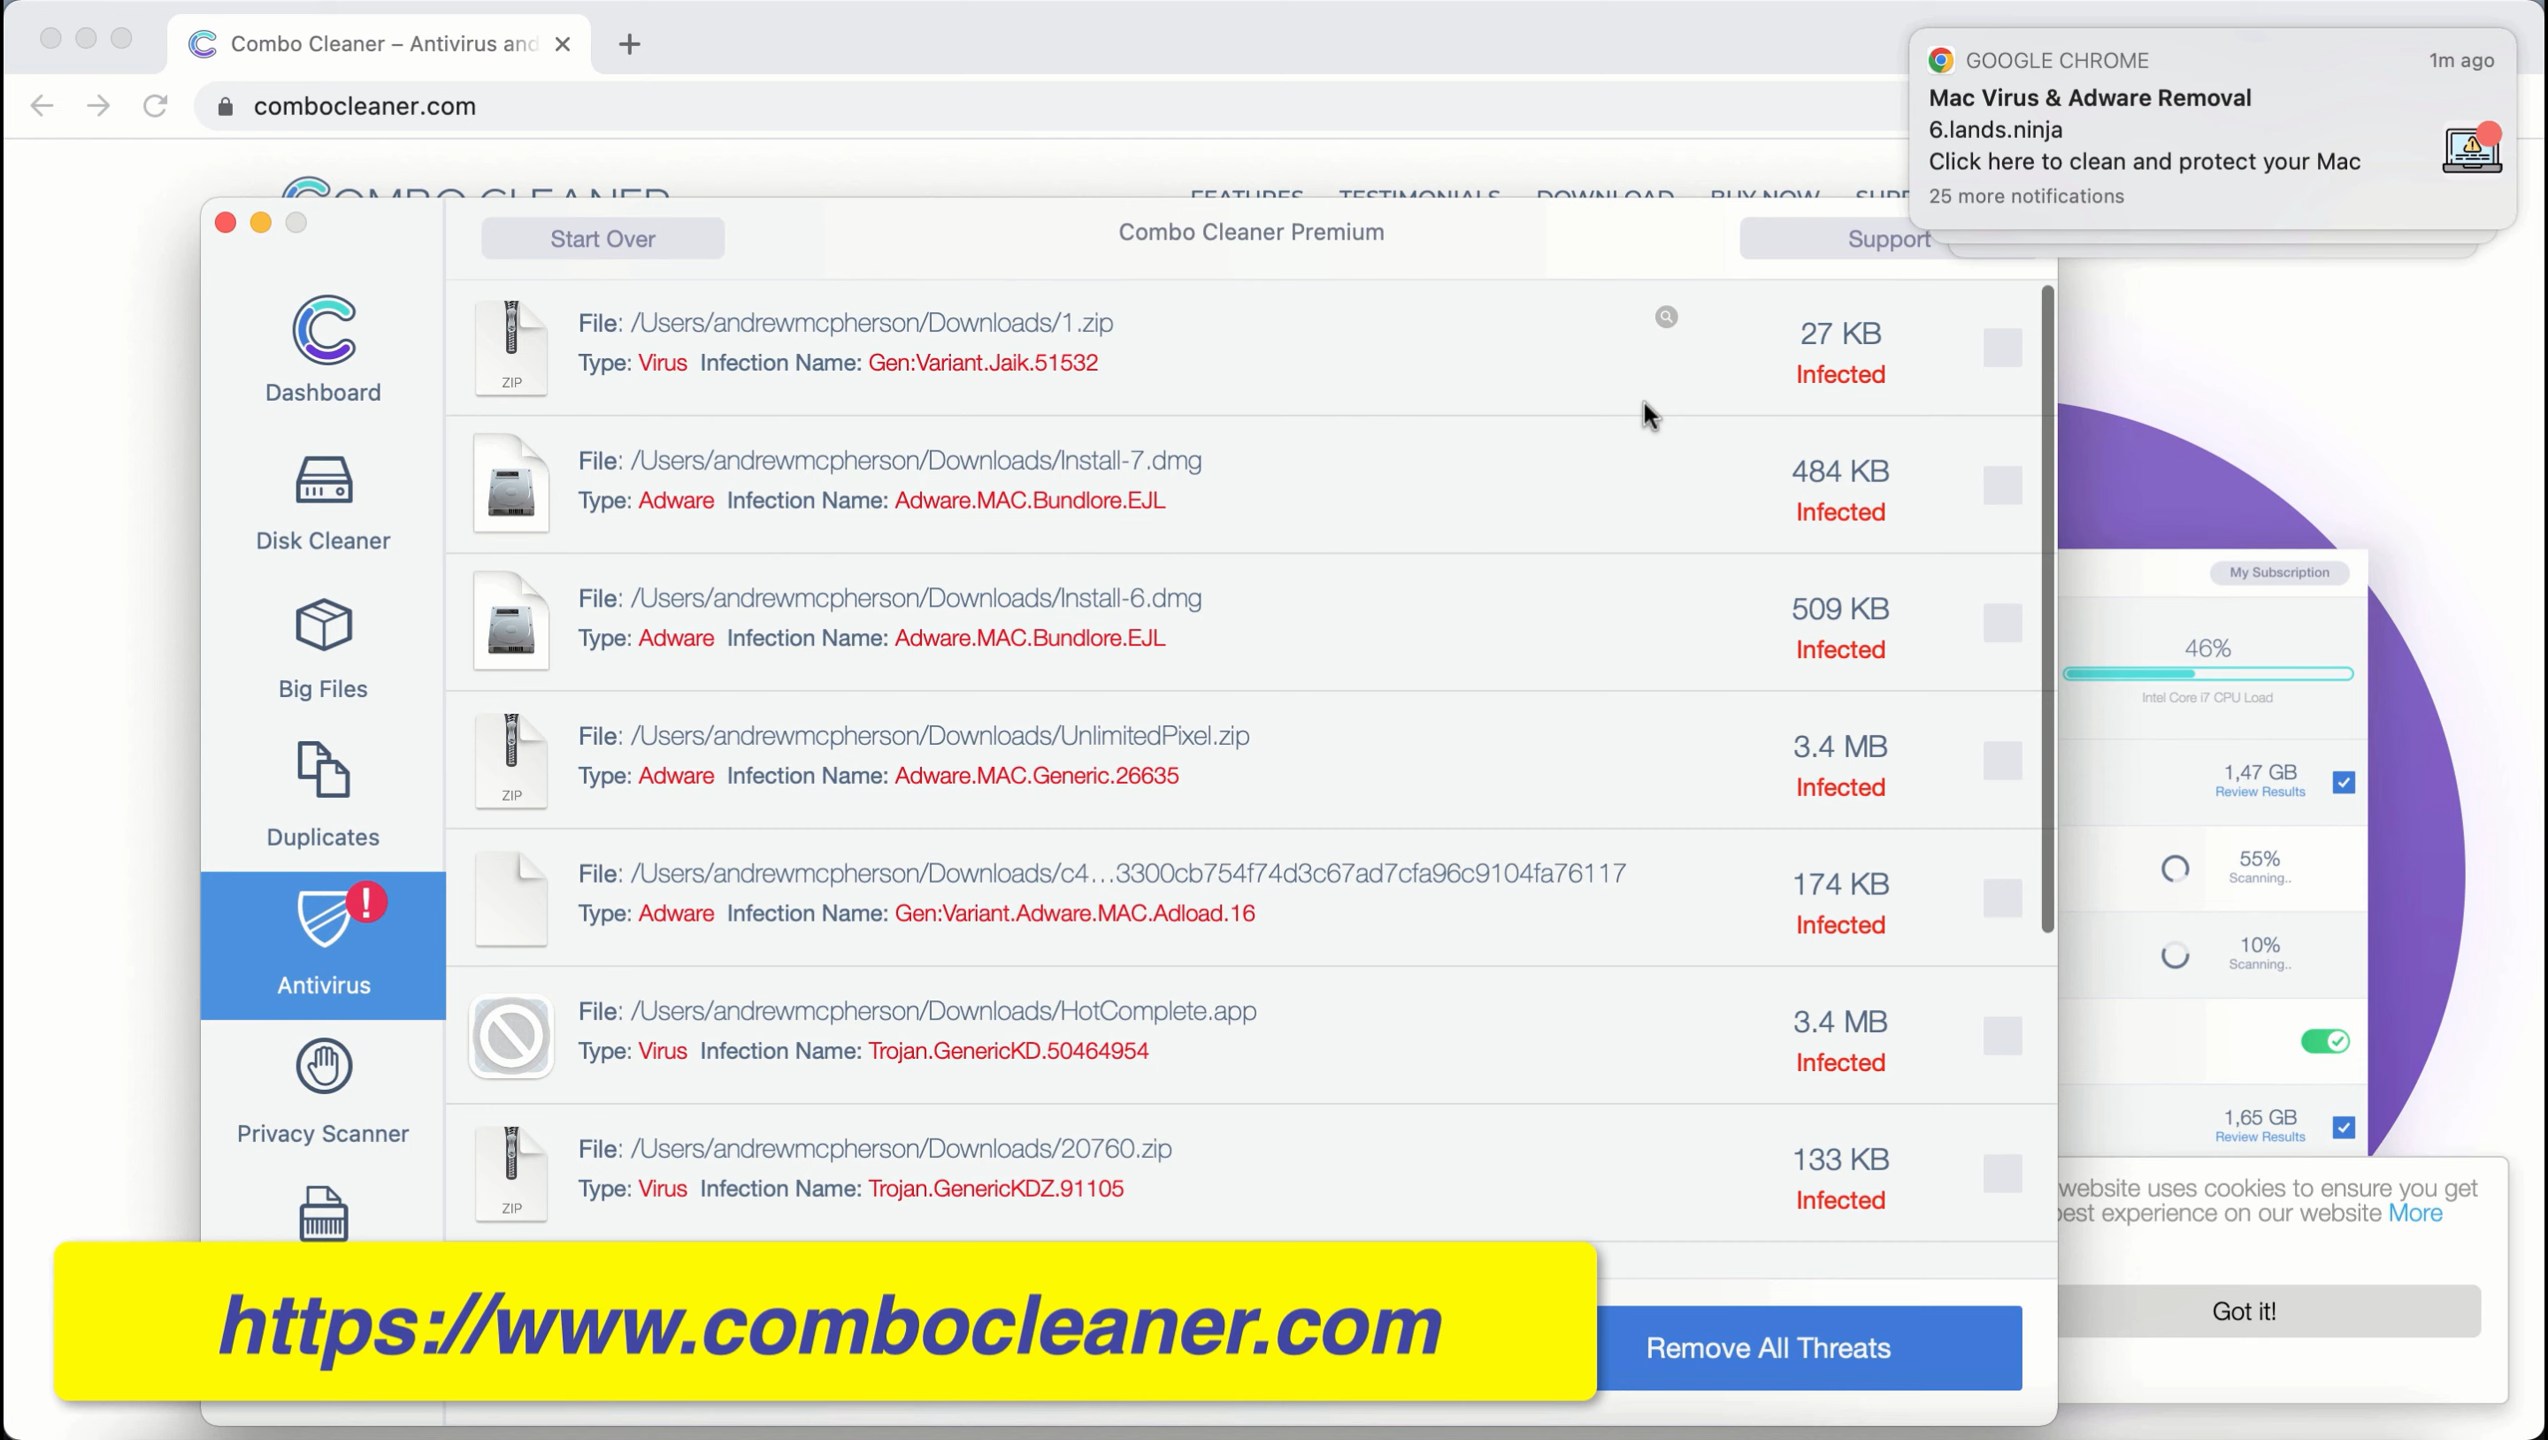 Combo Cleaner – Antivirus and
combocleaner.com
GOOGLE CHROME
1m ago
Mac Virus & Adware Removal
6.lands.ninja
Click here to clean and protect your Mac
25 more notifications
COMBO CLEANER
FEATURES
TESTIMONIALS
DOWNLOAD
BUY NOW
SUPP
Start Over
Combo Cleaner Premium
Support
Dashboard
Disk Cleaner
Big Files
Duplicates
Antivirus
Privacy Scanner
ZIP
File: /Users/andrewmcpherson/Downloads/1.zip
Type: Virus Infection Name: Gen:Variant.Jaik.51532
27 KB
Infected
File: /Users/andrewmcpherson/Downloads/Install-7.dmg
Type: Adware Infection Name: Adware.MAC.Bundlore.EJL
484 KB
Infected
File: /Users/andrewmcpherson/Downloads/Install-6.dmg
Type: Adware Infection Name: Adware.MAC.Bundlore.EJL
509 KB
Infected
ZIP
File: /Users/andrewmcpherson/Downloads/UnlimitedPixel.zip
Type: Adware Infection Name: Adware.MAC.Generic.26635
3.4 MB
Infected
File: /Users/andrewmcpherson/Downloads/c4...3300cb754f74d3c67ad7cfa96c9104fa76117
Type: Adware Infection Name: Gen:Variant.Adware.MAC.Adload.16
174 KB
Infected
File: /Users/andrewmcpherson/Downloads/HotComplete.app
Type: Virus Infection Name: Trojan.GenericKD.50464954
3.4 MB
Infected
ZIP
File: /Users/andrewmcpherson/Downloads/20760.zip
Type: Virus Infection Name: Trojan.GenericKDZ.91105
133 KB
Infected
Remove All Threats
My Subscription
46%
Intel Core i7 CPU Load
1,47 GB
Review Results
55%
Scanning..
10%
Scanning..
1,65 GB
Review Results
website uses cookies to ensure you get
best experience on our website More
Got it!
https://www.combocleaner.com